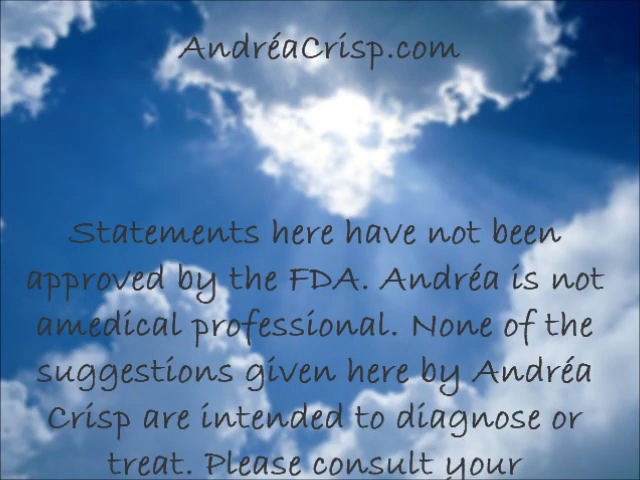 AndréaCrisp.com
Statements here have not been
approved by the FDA. Andréa is not
amedical professional. None of the
suggestions given here by Andréa
Crisp are intended to diagnose or
treat. Please consult your